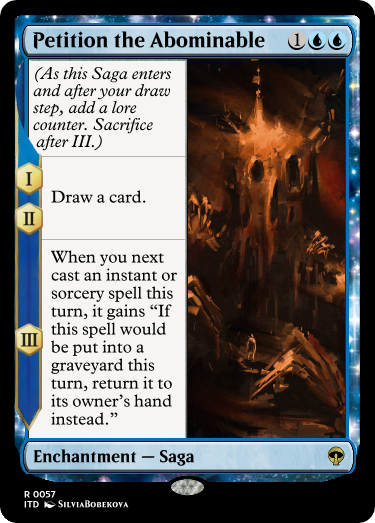 Petition the Abominable 1
(As this Saga enters
and after your draw
step, add a lore
counter. Sacrifice
after III.)
I
Draw a card.
II
When you next
cast an instant or
sorcery spell this
turn, it gains “If
this spell would
III
be put into a
graveyard this
turn, return it to
its owner's hand
instead.”
Enchantment — Saga
R 0057
ITD SilviaBobekova